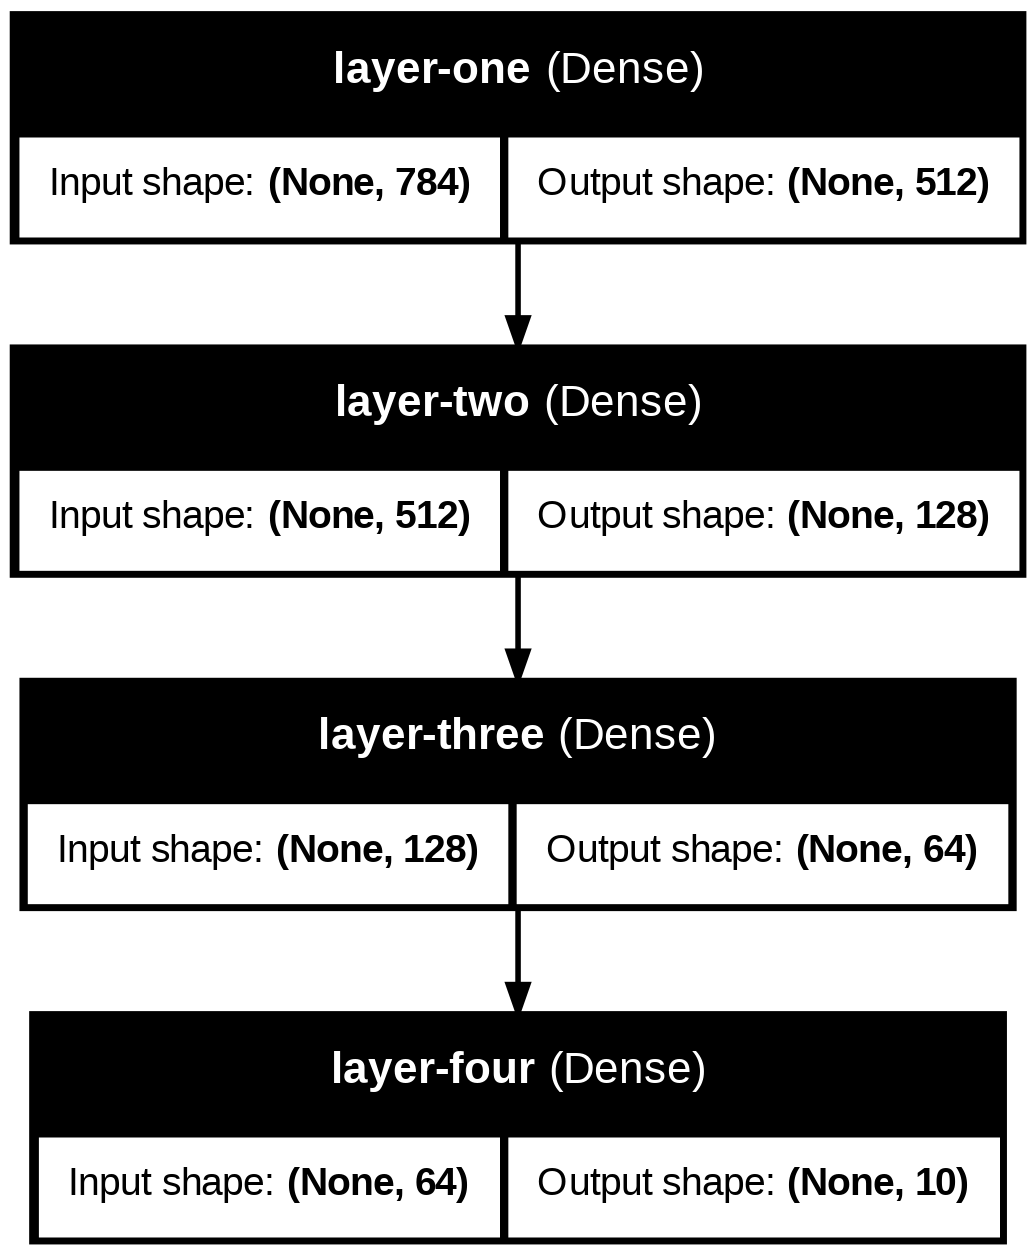 layer-one (Dense)
Input shape: (None, 784)
Output shape: (None, 512)
layer-two (Dense)
Input shape: (None, 512)
Output shape: (None, 128)
layer-three (Dense)
Input shape: (None, 128)
Output shape: (None, 64)
layer-four (Dense)
Input shape: (None, 64)
Output shape: (None, 10)